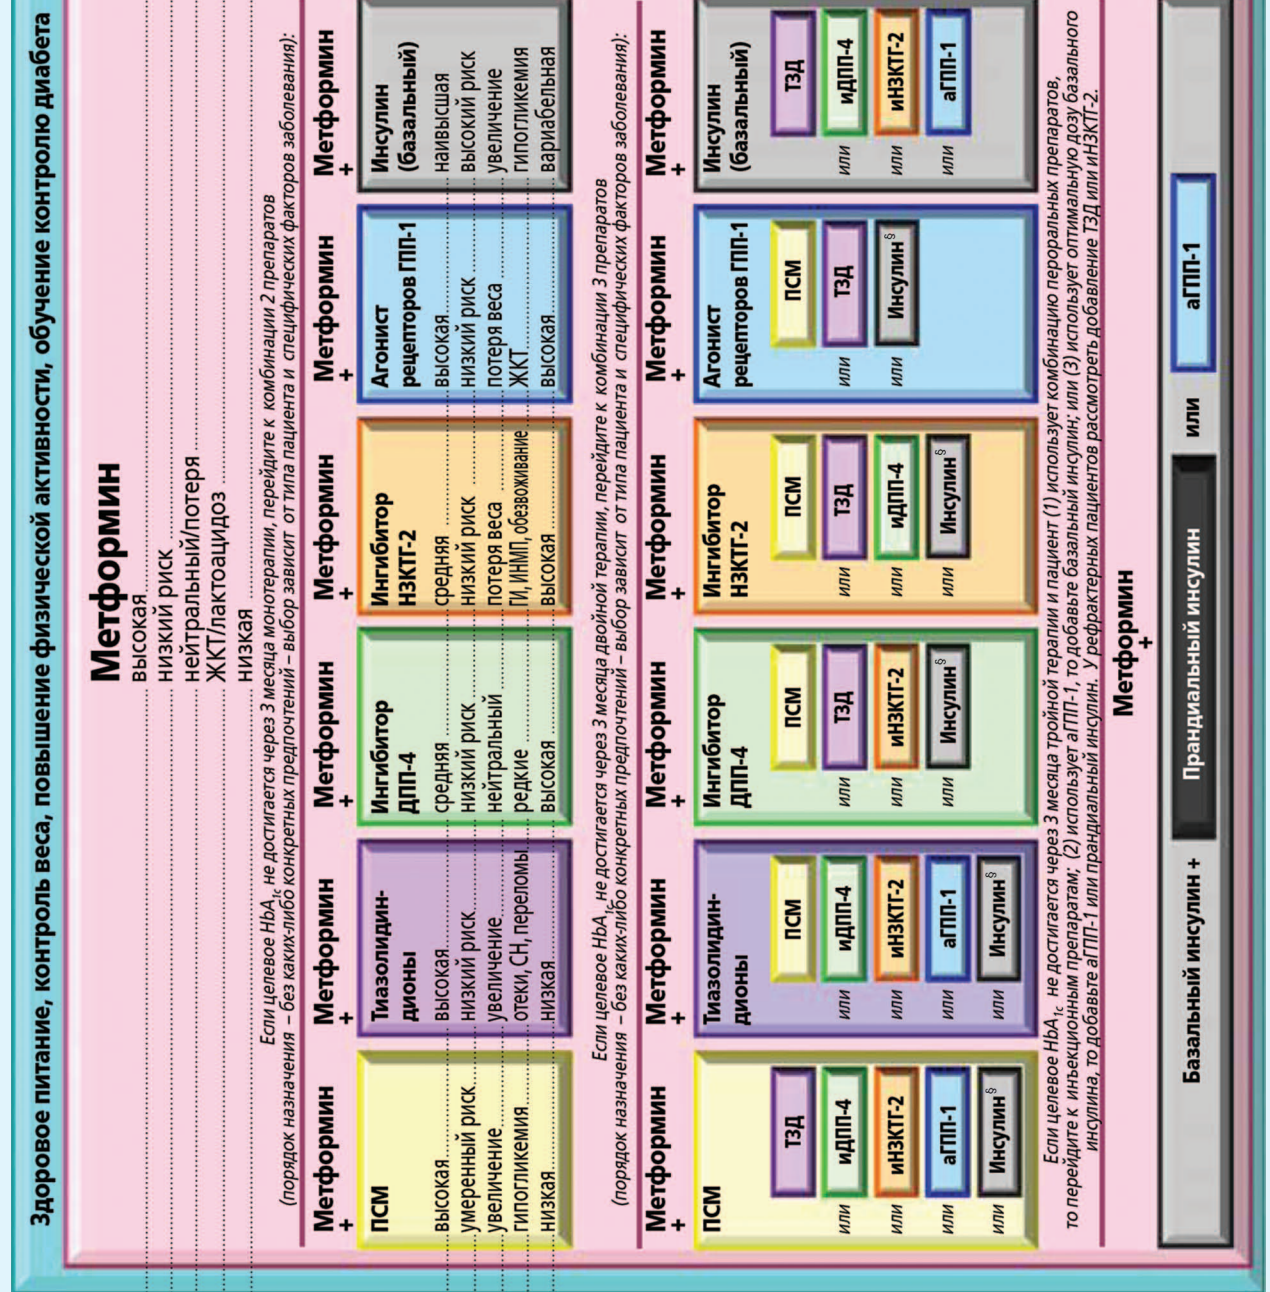 Здоровое питание, контроль веса, повышение физической активности, обучение контролю диабета
Метформин
высокая
низкий риск
нейтральный/потеря
ЖКТ/лактоацидоз
низкая
Если целевое HbA1c не достигается через 3 месяца монотерапии, перейдите к комбинации 2 препаратов
(порядок назначения – без каких-либо конкретных предпочтений – выбор зависит от типа пациента и специфических факторов заболевания):
Метформин
+
ПСМ
высокая
умеренный риск
увеличение
гипогликемия
низкая
Метформин
+
Тиазолидин-
дионы
высокая
низкий риск
увеличение
отеки, СН, переломы
низкая
Метформин
+
Ингибитор
ДПП-4
средняя
низкий риск
нейтральный
редкие
высокая
Метформин
+
Ингибитор
НЗКТГ-2
средняя
низкий риск
потеря веса
ГИ, ИНМП, обезвоживание
высокая
Метформин
+
Агонист
рецепторов ГПП-1
высокая
низкий риск
потеря веса
ЖКТ
высокая
Метформин
+
Инсулин
(базальный)
наивысшая
высокий риск
увеличение
гипогликемия
вариабельная
Если целевое HbA1c не достигается через 3 месяца двойной терапии, перейдите к комбинации 3 препаратов
(порядок назначения – без каких-либо конкретных предпочтений – выбор зависит от типа пациента и специфических факторов заболевания):
Метформин
+
ПСМ
ТЗД
или иДПП-4
или иНЗКТГ-2
или аГПП-1
или Инсулин§
Метформин
+
Тиазолидин-
дионы
ПСМ
или иДПП-4
или иНЗКТГ-2
или аГПП-1
или Инсулин§
Метформин
+
Ингибитор
ДПП-4
ПСМ
или ТЗД
или иНЗКТГ-2
или Инсулин§
Метформин
+
Ингибитор
НЗКТГ-2
ПСМ
или ТЗД
или иДПП-4
или Инсулин§
Метформин
+
Агонист
рецепторов ГПП-1
ПСМ
или ТЗД
или Инсулин§
Метформин
+
Инсулин
(базальный)
ТЗД
или иДПП-4
или иНЗКТГ-2
или аГПП-1
Если целевое HbA1c не достигается через 3 месяца тройной терапии и пациент (1) использует комбинацию пероральных препаратов,
то перейдите к инъекционным препаратам; (2) использует аГПП-1, то добавьте базальный инсулин; или (3) использует оптимальную дозу базального
инсулина, то добавьте аГПП-1 или прандиальный инсулин. У рефрактерных пациентов рассмотреть добавление ТЗД или иНЗКТГ-2.
Метформин
+
Базальный инсулин + Прандиальный инсулин или аГПП-1